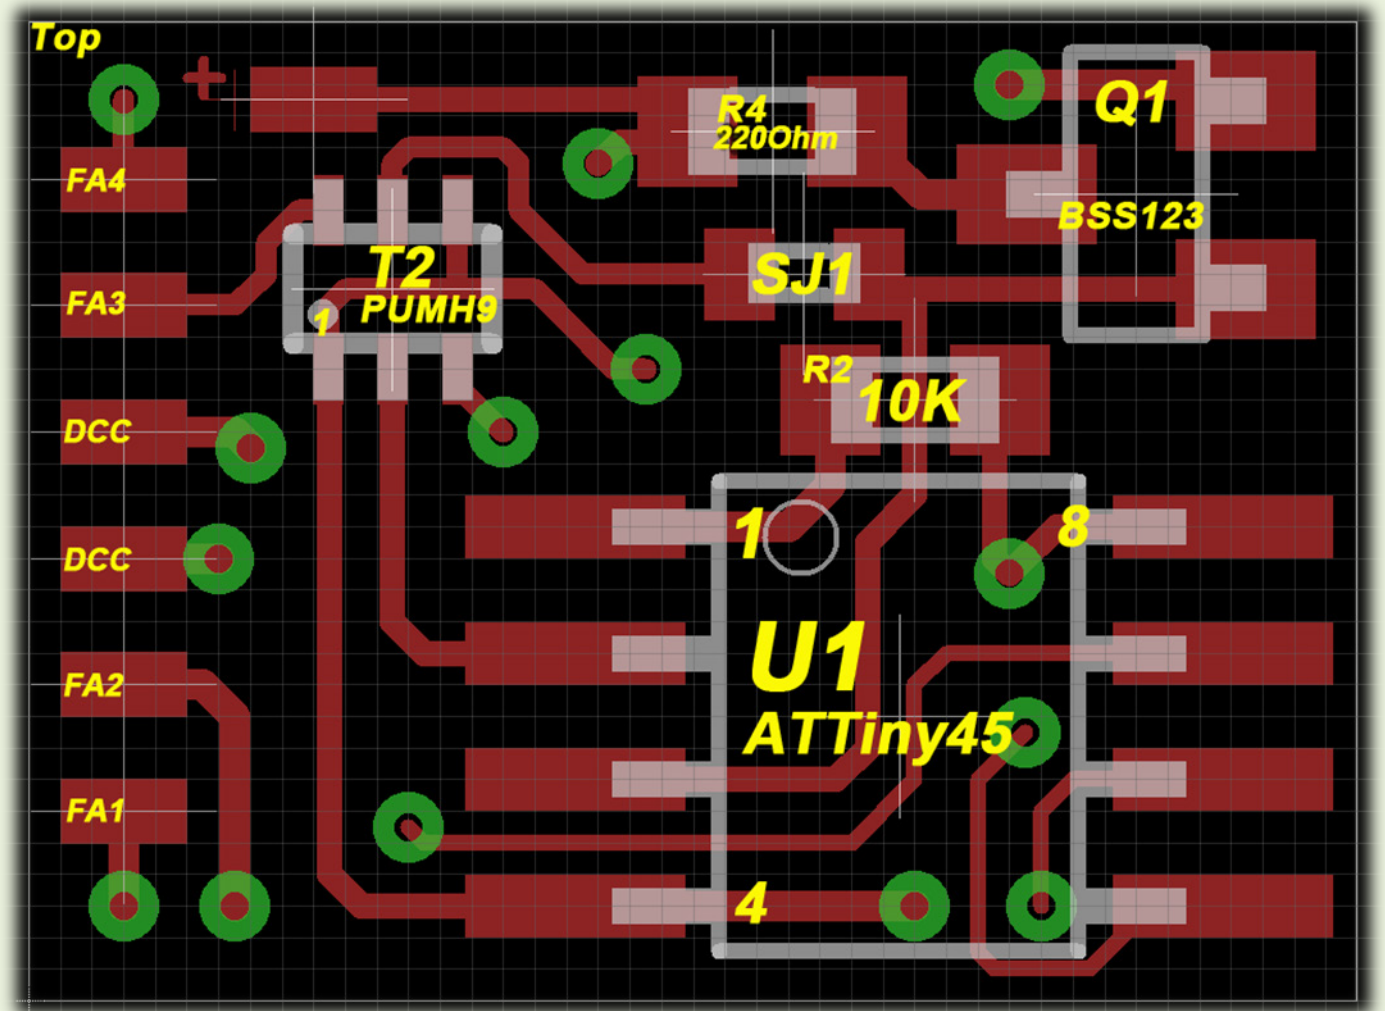 Top
+
FA4
R4
220Ohm
Q1
BSS123
T2
PUMH9
1
SJ1
FA3
R2
10K
DCC
1
8
DCC
U1
ATTiny45
FA2
FA1
4